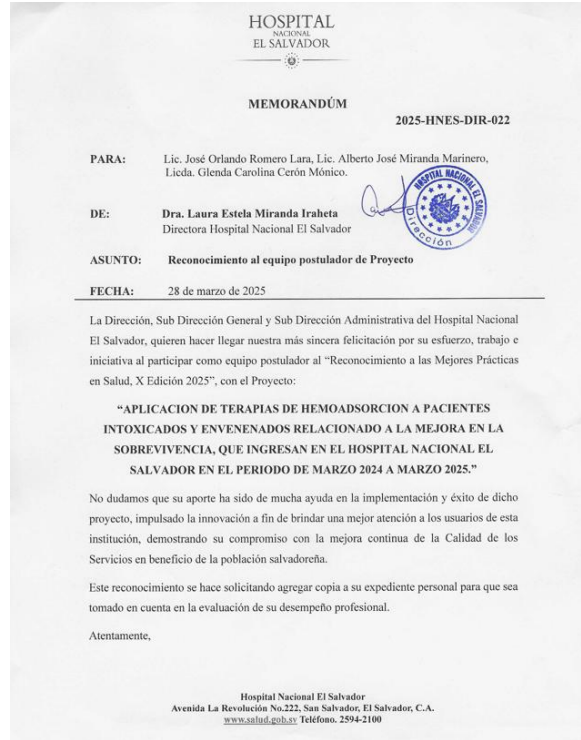 HOSPITAL
NACIONAL
EL SALVADOR
MEMORANDÚM
2025-HNES-DIR-022
PARA: Lic. José Orlando Romero Lara, Lic. Alberto José Miranda Marinero,
Licda. Glenda Carolina Cerón Mónico.
DE: Dra. Laura Estela Miranda Iraheta
Directora Hospital Nacional El Salvador
HOSPITAL NACIONAL EL SALVADOR
Dirección
ASUNTO: Reconocimiento al equipo postulador de Proyecto
FECHA: 28 de marzo de 2025
La Dirección, Sub Dirección General y Sub Dirección Administrativa del Hospital Nacional
El Salvador, quieren hacer llegar nuestra más sincera felicitación por su esfuerzo, trabajo e
iniciativa al participar como equipo postulador al “Reconocimiento a las Mejores Prácticas
en Salud, X Edición 2025”, con el Proyecto:
“APLICACION DE TERAPIAS DE HEMOADSORCION A PACIENTES
INTOXICADOS Y ENVENENADOS RELACIONADO A LA MEJORA EN LA
SOBREVIVENCIA, QUE INGRESAN EN EL HOSPITAL NACIONAL EL
SALVADOR EN EL PERIODO DE MARZO 2024 A MARZO 2025.”
No dudamos que su aporte ha sido de mucha ayuda en la implementación y éxito de dicho
proyecto, impulsado la innovación a fin de brindar una mejor atención a los usuarios de esta
institución, demostrando su compromiso con la mejora continua de la Calidad de los
Servicios en beneficio de la población salvadoreña.
Este reconocimiento se hace solicitando agregar copia a su expediente personal para que sea
tomado en cuenta en la evaluación de su desempeño profesional.
Atentamente,
Hospital Nacional El Salvador
Avenida La Revolución No.222, San Salvador, El Salvador, C.A.
www.salud.gob.sv Teléfono. 2594-2100